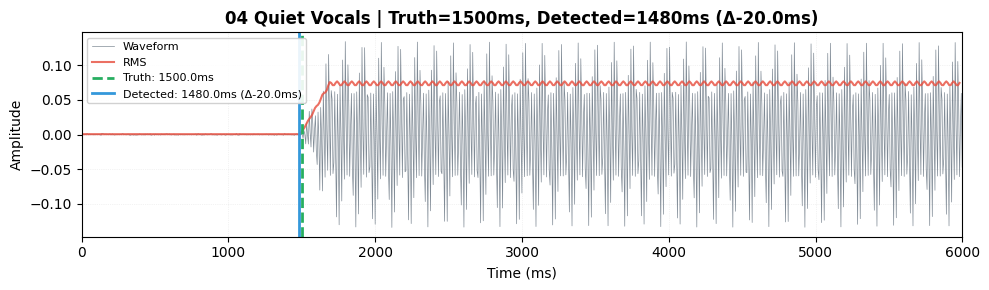 04 Quiet Vocals | Truth=1500ms, Detected=1480ms (Δ-20.0ms)
Waveform
RMS
Truth: 1500.0ms
Detected: 1480.0ms (Δ-20.0ms)
Amplitude
0.10
0.05
0.00
−0.05
−0.10
0 1000 2000 3000 4000 5000 6000
Time (ms)